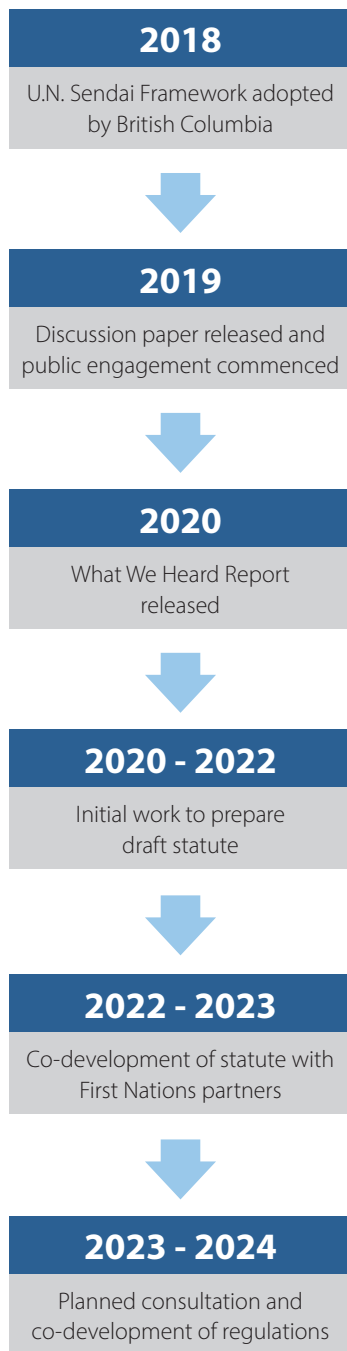 2018
U.N. Sendai Framework adopted
by British Columbia
2019
Discussion paper released and
public engagement commenced
2020
What We Heard Report
released
2020 - 2022
Initial work to prepare
draft statute
2022 - 2023
Co-development of statute with
First Nations partners
2023 - 2024
Planned consultation and
co-development of regulations